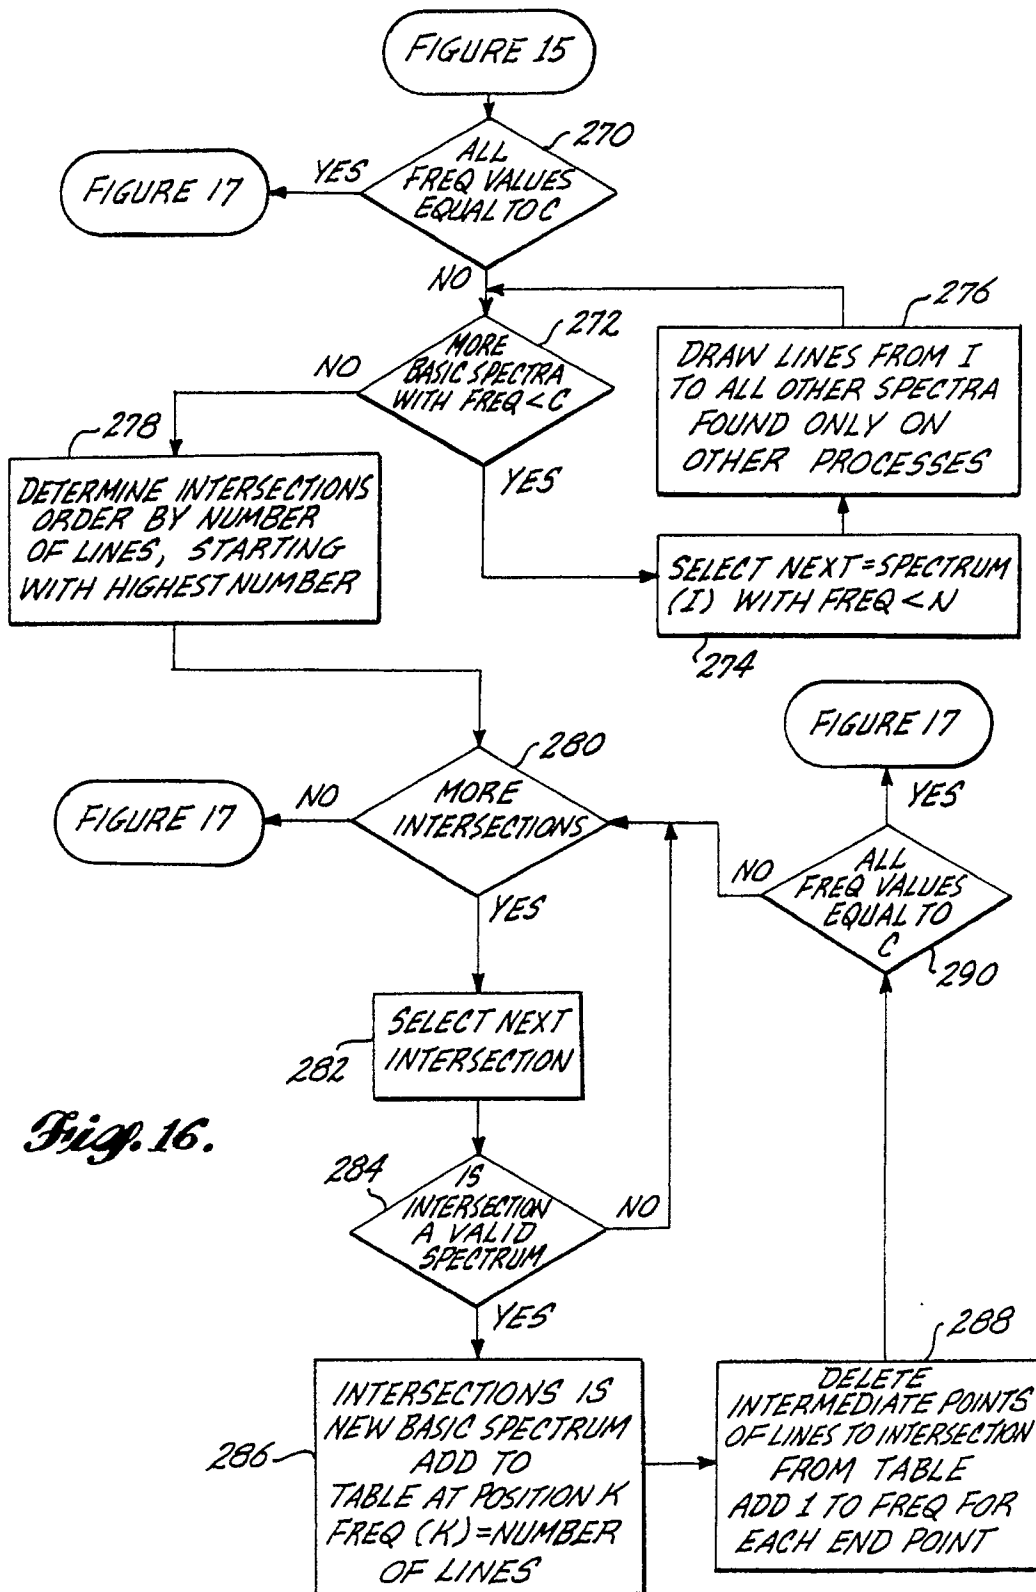 FIGURE 15
270
ALL
FREQ VALUES
EQUAL TO C
YES
FIGURE 17
NO
272
MORE
BASIC SPECTRA
WITH FREQ < C
NO
YES
276
DRAW LINES FROM I
TO ALL OTHER SPECTRA
FOUND ONLY ON
OTHER PROCESSES
SELECT NEXT = SPECTRUM
(I) WITH FREQ < N
274
278
DETERMINE INTERSECTIONS
ORDER BY NUMBER
OF LINES, STARTING
WITH HIGHEST NUMBER
280
MORE
INTERSECTIONS
NO
FIGURE 17
YES
FIGURE 17
YES
ALL
FREQ VALUES
EQUAL TO
C
NO
290
SELECT NEXT
INTERSECTION
282
Fig. 16.
284
IS
INTERSECTION
A VALID
SPECTRUM
NO
YES
286
INTERSECTIONS IS
NEW BASIC SPECTRUM
ADD TO
TABLE AT POSITION K
FREQ (K) = NUMBER
OF LINES
288
DELETE
INTERMEDIATE POINTS
OF LINES TO INTERSECTION
FROM TABLE
ADD 1 TO FREQ FOR
EACH END POINT